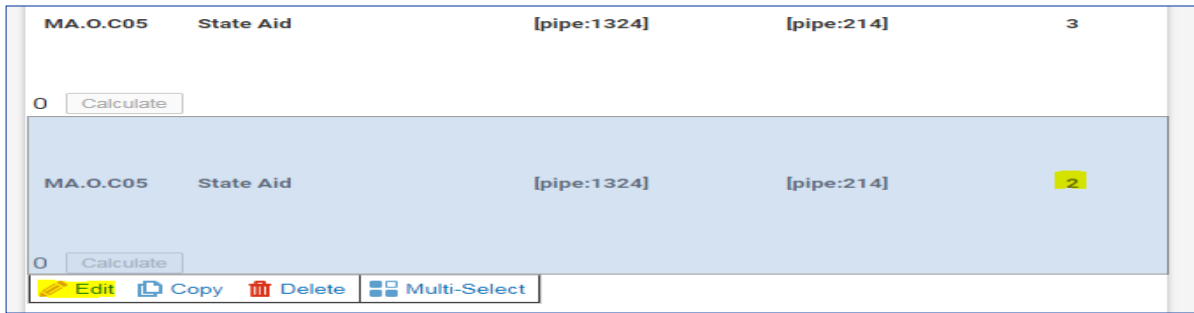 MA.O.C05 State Aid [pipe:1324] [pipe:214] 3
0 Calculate
MA.O.C05 State Aid [pipe:1324] [pipe:214] 2
0 Calculate
Edit Copy Delete Multi-Select